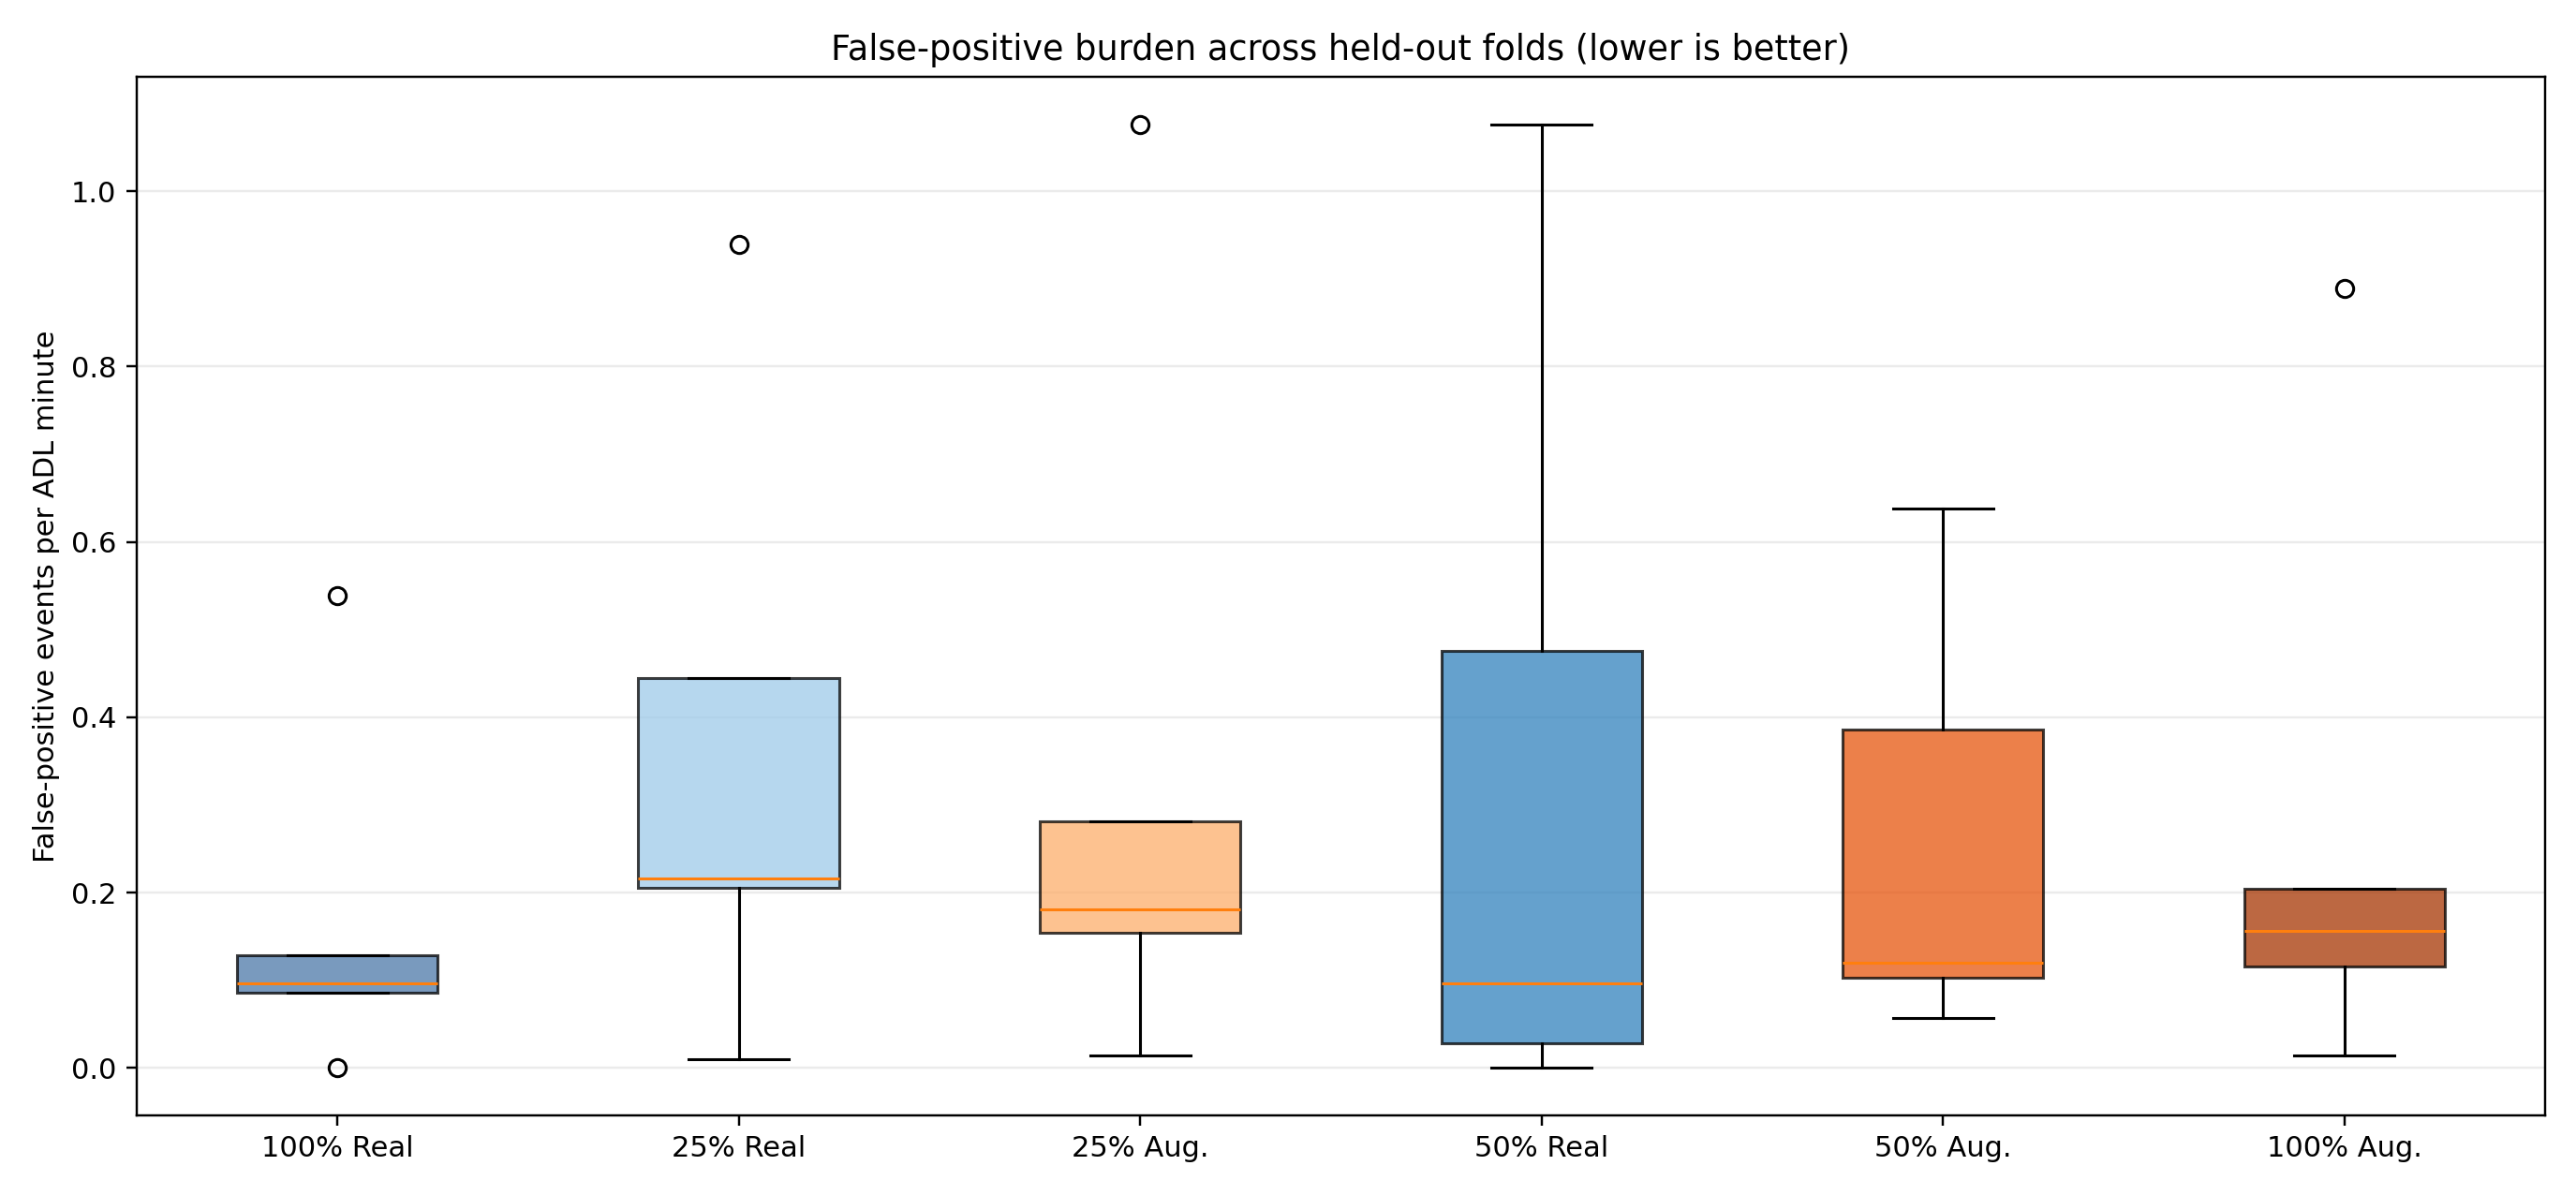 False-positive burden across held-out folds (lower is better)
False-positive events per ADL minute
1.0
0.8
0.6
0.4
0.2
0.0
100% Real
25% Real
25% Aug.
50% Real
50% Aug.
100% Aug.